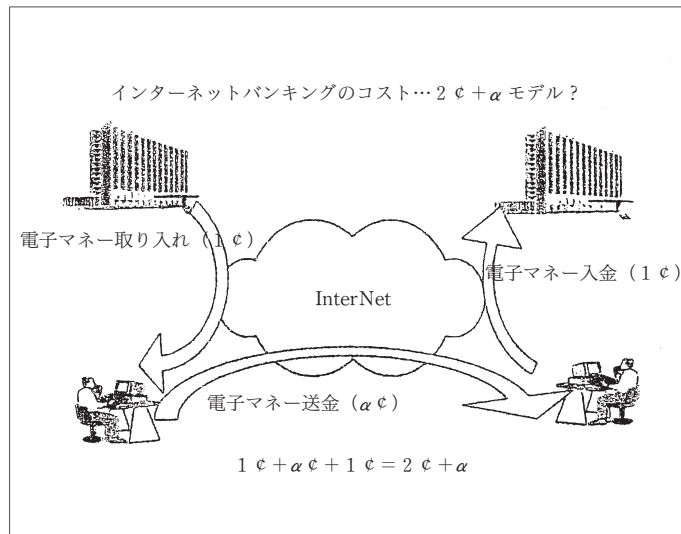 インターネットバンキングのコスト…2¢+αモデル?
電子マネー取り入れ(1¢)
電子マネー入金(1¢)
InterNet
電子マネー送金(α¢)
1¢+α¢+1¢=2¢+α